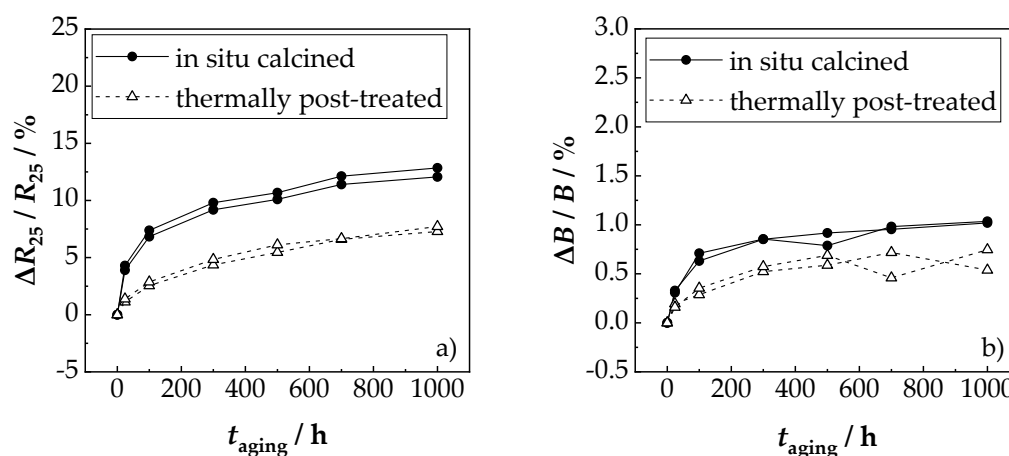 25
20
15
10
5
0
-5
ΔR25 / R25 / %
in situ calcined
thermally post-treated
a)
0 200 400 600 800 1000
taging / h
3.0
2.5
2.0
1.5
1.0
0.5
0.0
-0.5
ΔB / B / %
in situ calcined
thermally post-treated
b)
0 200 400 600 800 1000
taging / h